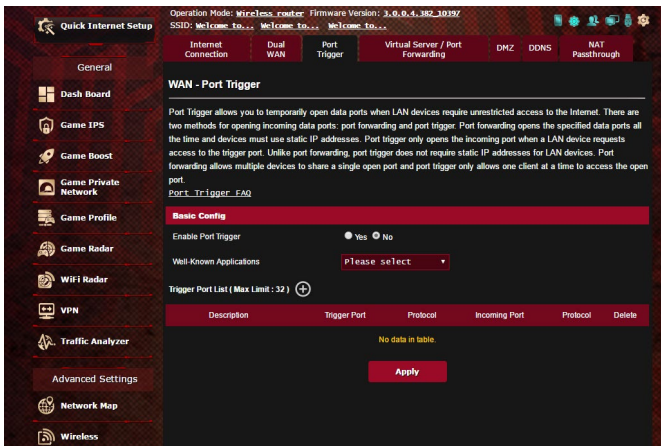 Operation Mode: Wireless router Firmware Version: 3.0.0.4.382_10397
SSID: Welcome to... Welcome to... Welcome to...
Quick Internet Setup
General
Dash Board
Game IPS
Game Boost
Game Private
Network
Game Profile
Game Radar
WiFi Radar
VPN
Traffic Analyzer
Advanced Settings
Network Map
Wireless
Internet Connection
Dual WAN
Port Trigger
Virtual Server / Port Forwarding
DMZ
DDNS
NAT Passthrough
WAN - Port Trigger
Port Trigger allows you to temporarily open data ports when LAN devices require unrestricted access to the Internet. There are
two methods for opening incoming data ports: port forwarding and port trigger. Port forwarding opens the specified data ports all
the time and devices must use static IP addresses. Port trigger only opens the incoming port when a LAN device requests
access to the trigger port. Unlike port forwarding, port trigger does not require static IP addresses for LAN devices. Port
forwarding allows multiple devices to share a single open port and port trigger only allows one client at a time to access the open
port.
Port Trigger FAQ
Basic Config
Enable Port Trigger Yes No
Well-Known Applications Please select
Trigger Port List ( Max Limit : 32 )
Description Trigger Port Protocol Incoming Port Protocol Delete
No data in table.
Apply